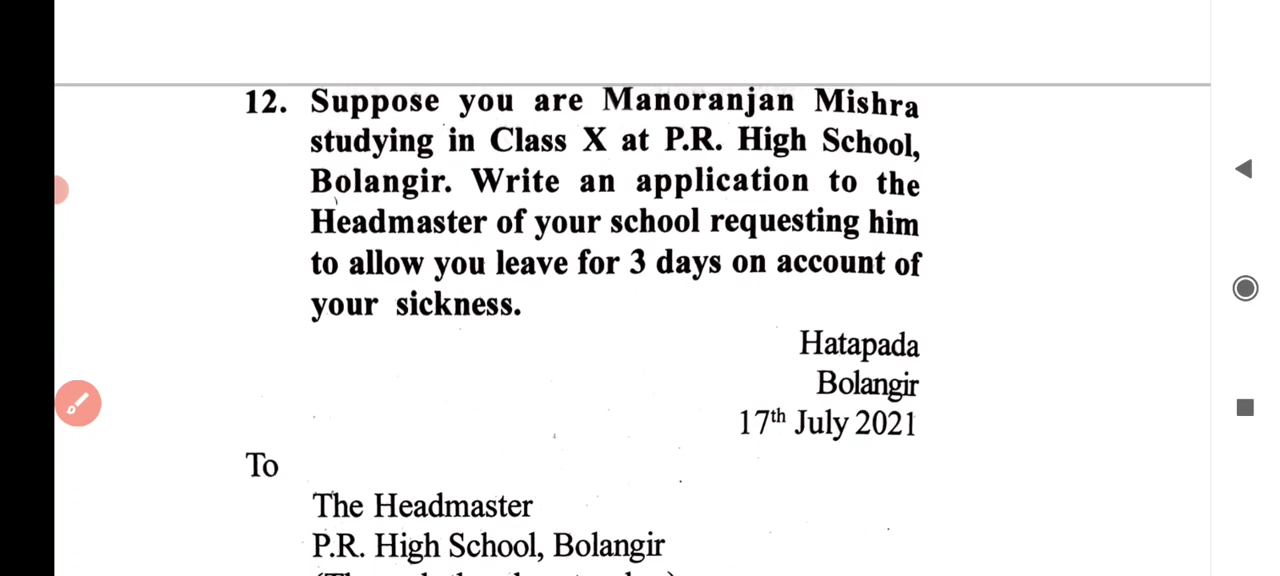 12. Suppose you are Manoranjan Mishra
studying in Class X at P.R. High School,
Bolangir. Write an application to the
Headmaster of your school requesting him
to allow you leave for 3 days on account of
your sickness.
Hatapada
Bolangir
17th July 2021
To
The Headmaster
P.R. High School, Bolangir